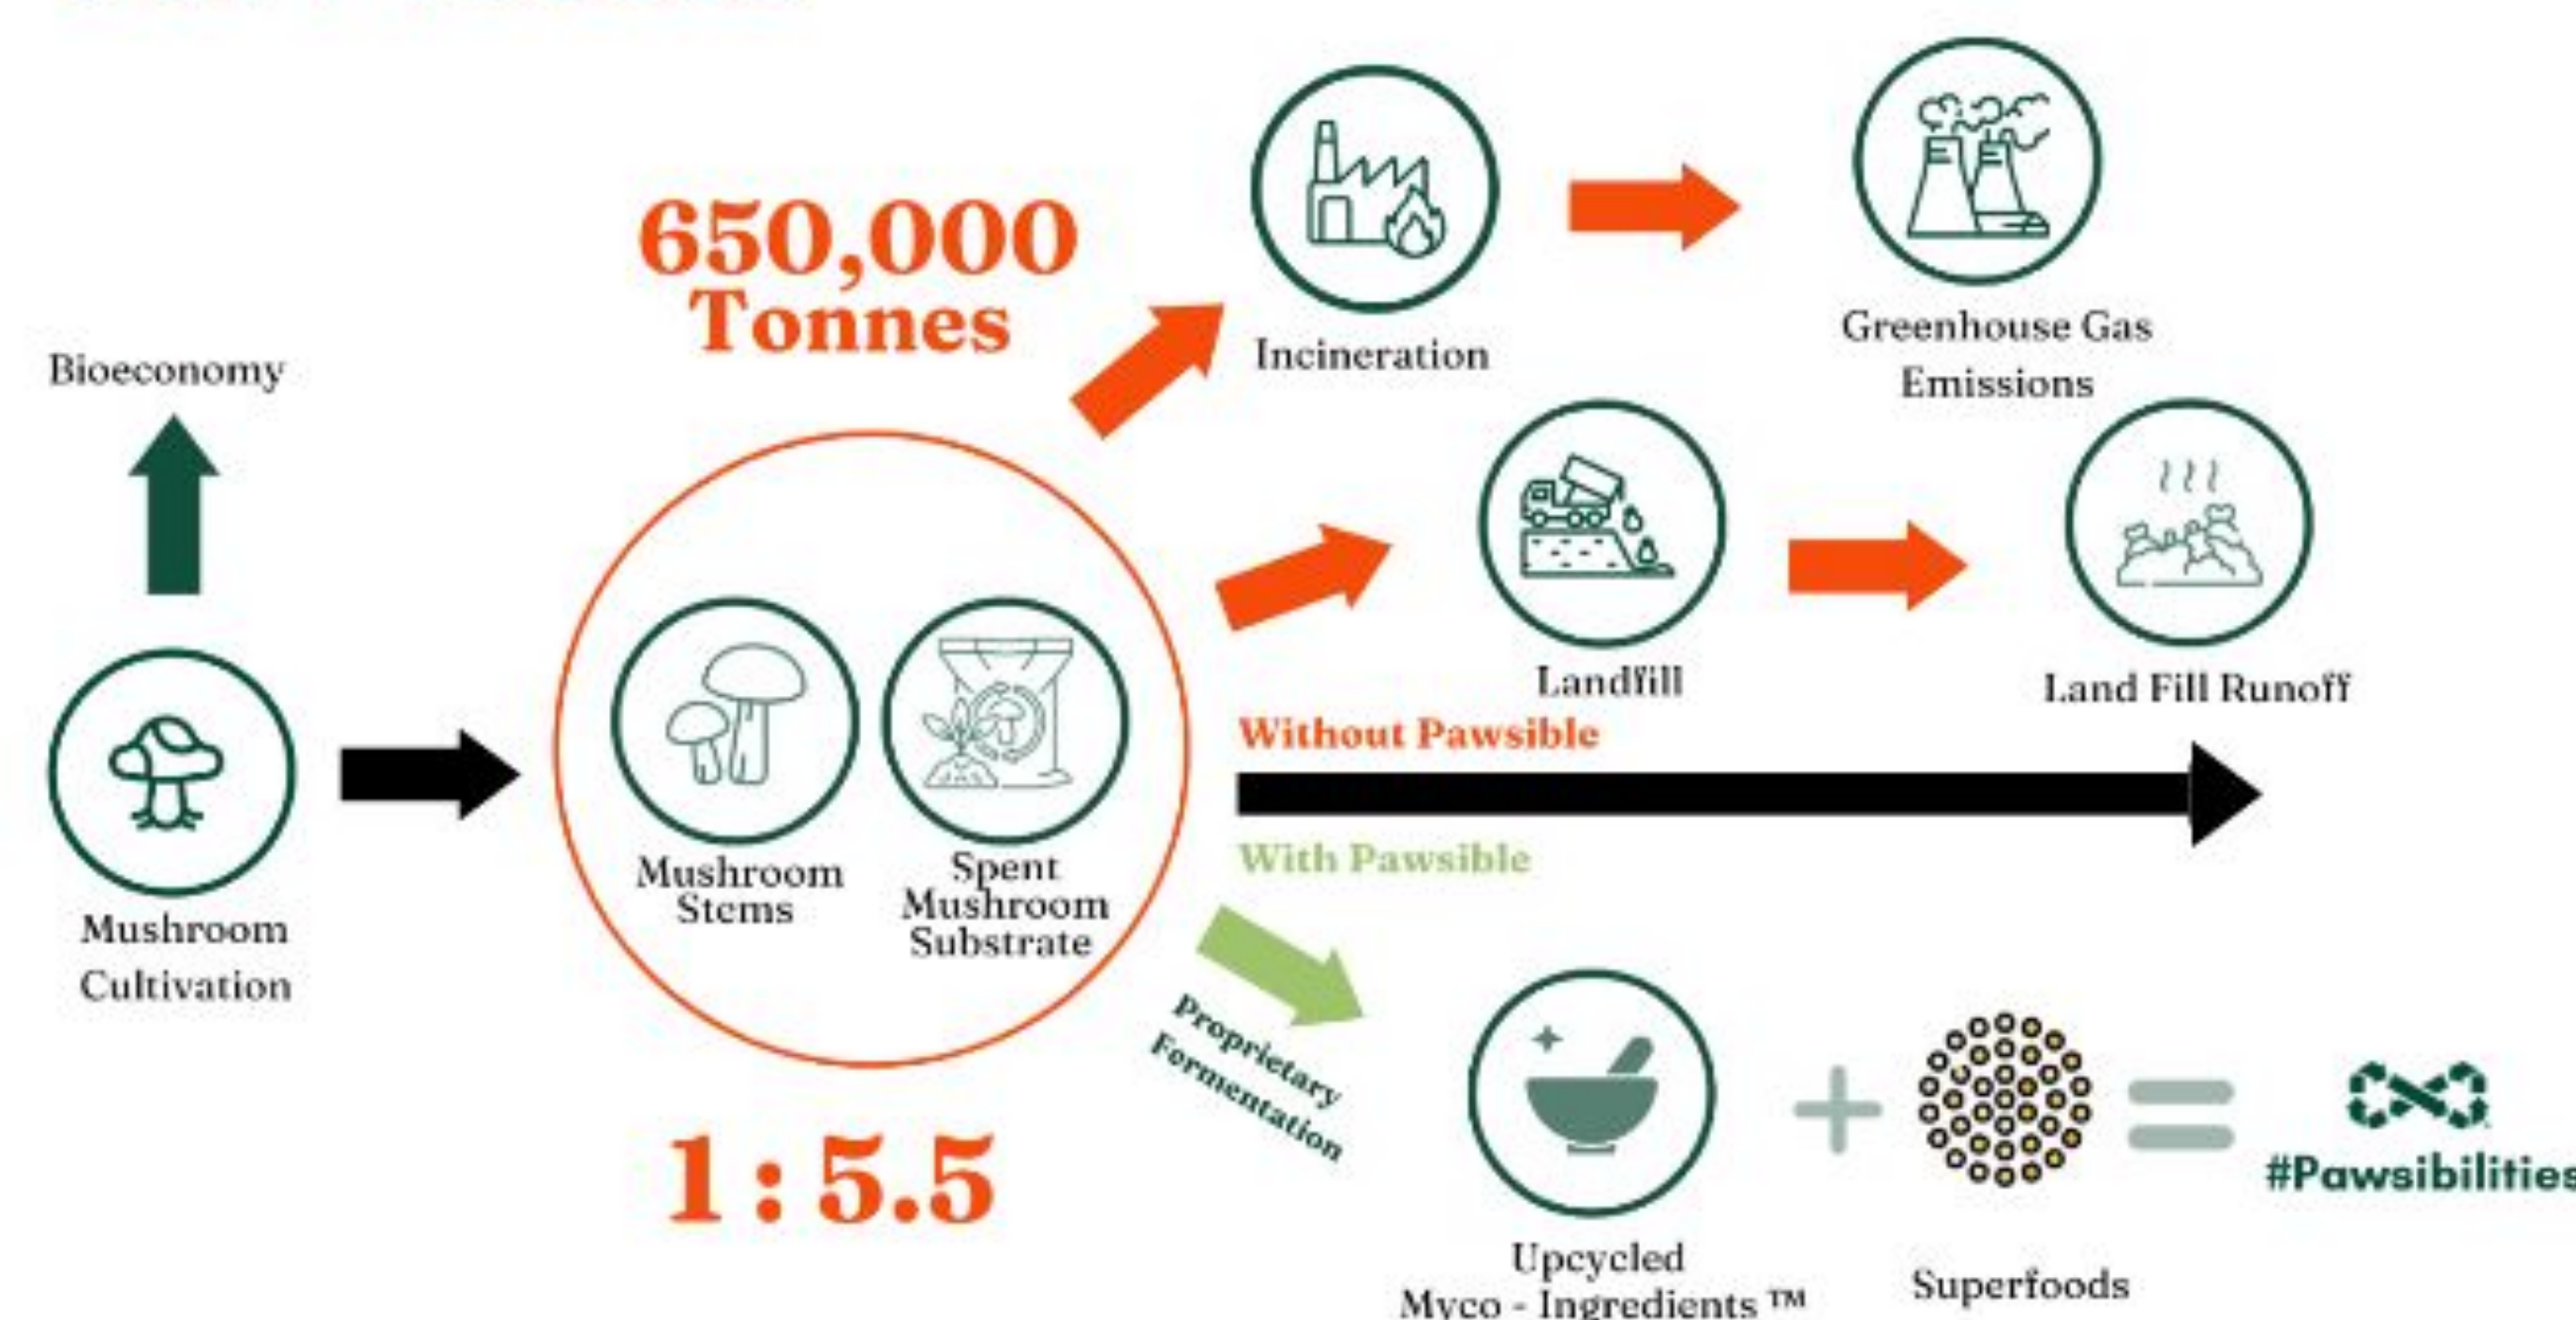 650,000
Tonnes
Bioeconomy
Incineration
Greenhouse Gas
Emissions
Landfill
Land Fill Runoff
Without Pawsible
With Pawsible
Mushroom
Stems
Spent
Mushroom
Substrate
Mushroom
Cultivation
Proprietary
Formentation
1 : 5.5
#Pawsibilities
Upcycled
Myco - Ingredients ™
Superfoods